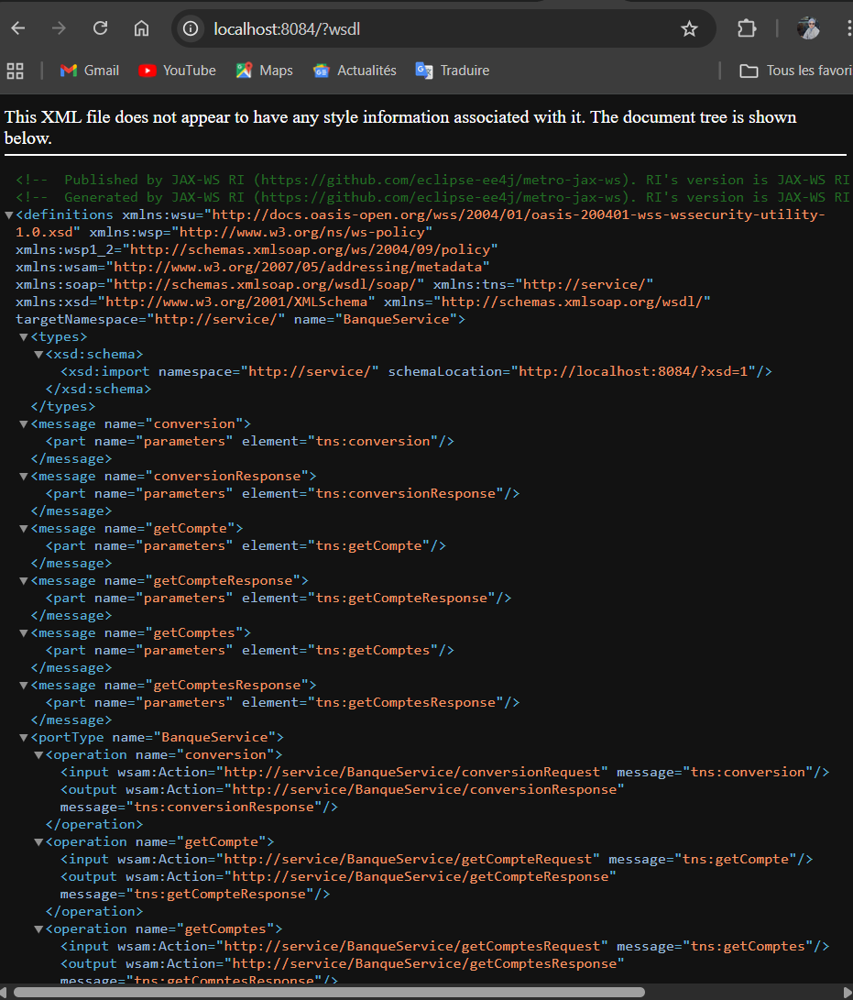 localhost:8084/?wsdl
Gmail YouTube Maps Actualités Traduire Tous les favori
This XML file does not appear to have any style information associated with it. The document tree is shown
below.
<!-- Published by JAX-WS RI (https://github.com/eclipse-ee4j/metro-jax-ws). RI's version is JAX-WS RI
<!-- Generated by JAX-WS RI (https://github.com/eclipse-ee4j/metro-jax-ws). RI's version is JAX-WS RI
▼<definitions xmlns:wsu="http://docs.oasis-open.org/wss/2004/01/oasis-200401-wss-wssecurity-utility-
1.0.xsd" xmlns:wsp="http://www.w3.org/ns/ws-policy"
xmlns:wsp1_2="http://schemas.xmlsoap.org/ws/2004/09/policy"
xmlns:wsam="http://www.w3.org/2007/05/addressing/metadata"
xmlns:soap="http://schemas.xmlsoap.org/wsdl/soap/" xmlns:tns="http://service/"
xmlns:xsd="http://www.w3.org/2001/XMLSchema" xmlns="http://schemas.xmlsoap.org/wsdl/"
targetNamespace="http://service/" name="BanqueService">
▼<types>
▼<xsd:schema>
<xsd:import namespace="http://service/" schemaLocation="http://localhost:8084/?xsd=1"/>
</xsd:schema>
</types>
▼<message name="conversion">
<part name="parameters" element="tns:conversion"/>
</message>
▼<message name="conversionResponse">
<part name="parameters" element="tns:conversionResponse"/>
</message>
▼<message name="getCompte">
<part name="parameters" element="tns:getCompte"/>
</message>
▼<message name="getCompteResponse">
<part name="parameters" element="tns:getCompteResponse"/>
</message>
▼<message name="getComptes">
<part name="parameters" element="tns:getComptes"/>
</message>
▼<message name="getComptesResponse">
<part name="parameters" element="tns:getComptesResponse"/>
</message>
▼<portType name="BanqueService">
▼<operation name="conversion">
<input wsam:Action="http://service/BanqueService/conversionRequest" message="tns:conversion"/>
<output wsam:Action="http://service/BanqueService/conversionResponse"
message="tns:conversionResponse"/>
</operation>
▼<operation name="getCompte">
<input wsam:Action="http://service/BanqueService/getCompteRequest" message="tns:getCompte"/>
<output wsam:Action="http://service/BanqueService/getCompteResponse"
message="tns:getCompteResponse"/>
</operation>
▼<operation name="getComptes">
<input wsam:Action="http://service/BanqueService/getComptesRequest" message="tns:getComptes"/>
<output wsam:Action="http://service/BanqueService/getComptesResponse"
message="tns:getComptesResponse"/>